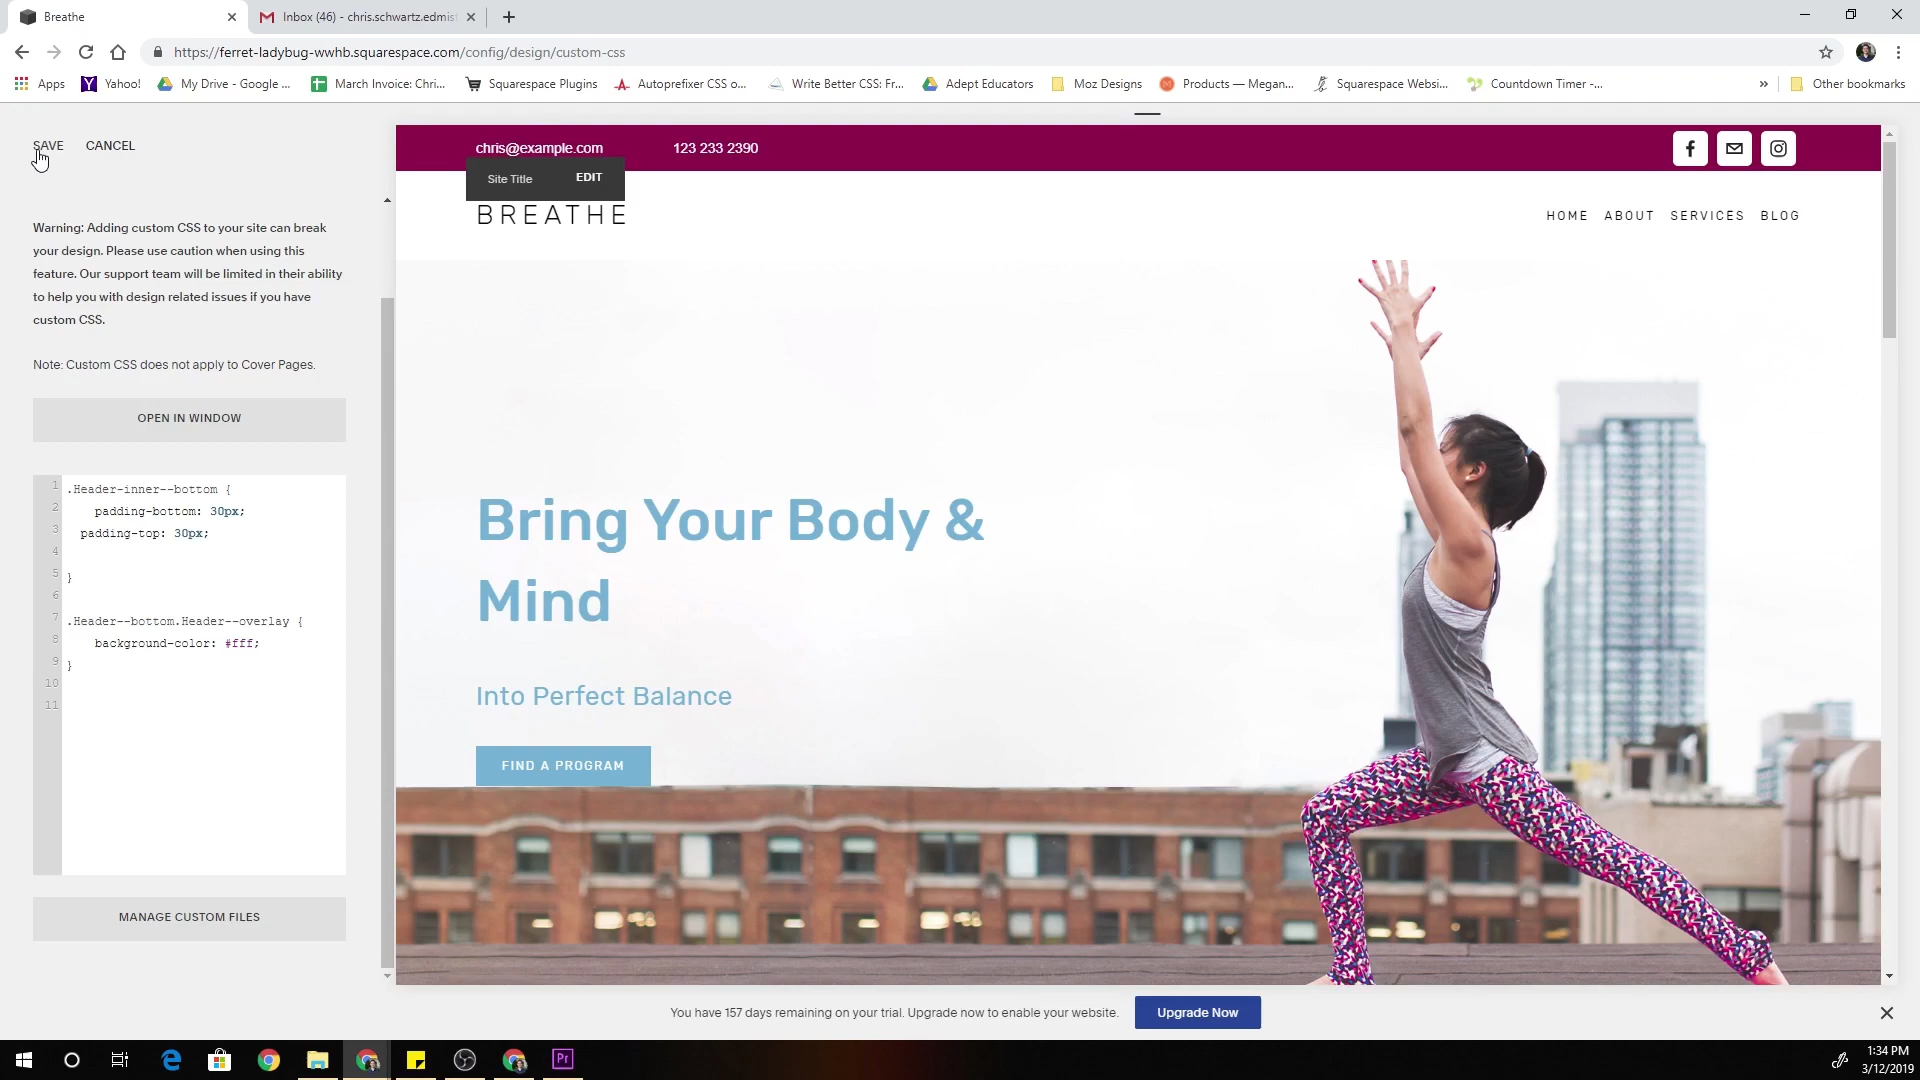 Breathe
Inbox (46) - chris.schwartz.edmist
https://ferret-ladybug-wwhb.squarespace.com/config/design/custom-css
Apps
Yahoo!
My Drive - Google ...
March Invoice: Chri...
Squarespace Plugins
Autoprefixer CSS o...
Write Better CSS: Fr...
Adept Educators
Moz Designs
Products — Megan...
Squarespace Websi...
Countdown Timer -...
»
Other bookmarks
SAVE CANCEL
Warning: Adding custom CSS to your site can break
your design. Please use caution when using this
feature. Our support team will be limited in their ability
to help you with design related issues if you have
custom CSS.
Note: Custom CSS does not apply to Cover Pages.
OPEN IN WINDOW
1 .Header-inner--bottom {
2 padding-bottom: 30px;
3 padding-top: 30px;
4
5 }
6
7 .Header--bottom.Header--overlay {
8 background-color: #fff;
9 }
10
11
MANAGE CUSTOM FILES
chris@example.com 123 233 2390
Site Title EDIT
BREATHE
HOME ABOUT SERVICES BLOG
Bring Your Body &
Mind
Into Perfect Balance
FIND A PROGRAM
You have 157 days remaining on your trial. Upgrade now to enable your website.
Upgrade Now
Pr
1:34 PM
3/12/2019